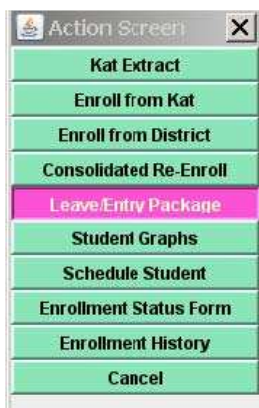 Action Screen
Kat Extract
Enroll from Kat
Enroll from District
Consolidated Re-Enroll
Leave/Entry Package
Student Graphs
Schedule Student
Enrollment Status Form
Enrollment History
Cancel